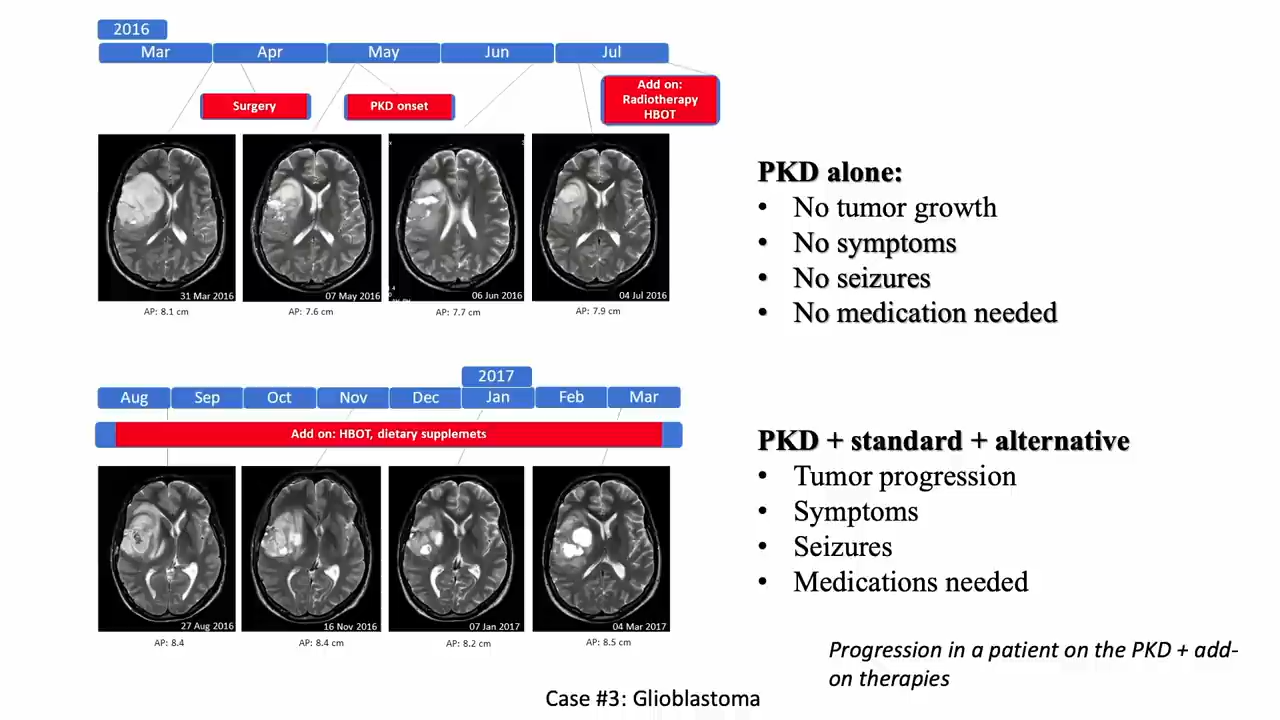 2016
Mar Apr May Jun Jul
Surgery
PKD onset
Add on:
Radiotherapy
HBOT
31 Mar 2016
07 May 2016
06 Jun 2016
04 Jul 2016
AP: 8.1 cm
AP: 7.6 cm
AP: 7.7 cm
AP: 7.9 cm
PKD alone:
• No tumor growth
• No symptoms
• No seizures
• No medication needed
2017
Aug Sep Oct Nov Dec Jan Feb Mar
Add on: HBOT, dietary supplemets
27 Aug 2016
16 Nov 2016
07 Jan 2017
04 Mar 2017
AP: 8.4
AP: 8.4 cm
AP: 8.2 cm
AP: 8.5 cm
PKD + standard + alternative
• Tumor progression
• Symptoms
• Seizures
• Medications needed
Progression in a patient on the PKD + add-
on therapies
Case #3: Glioblastoma